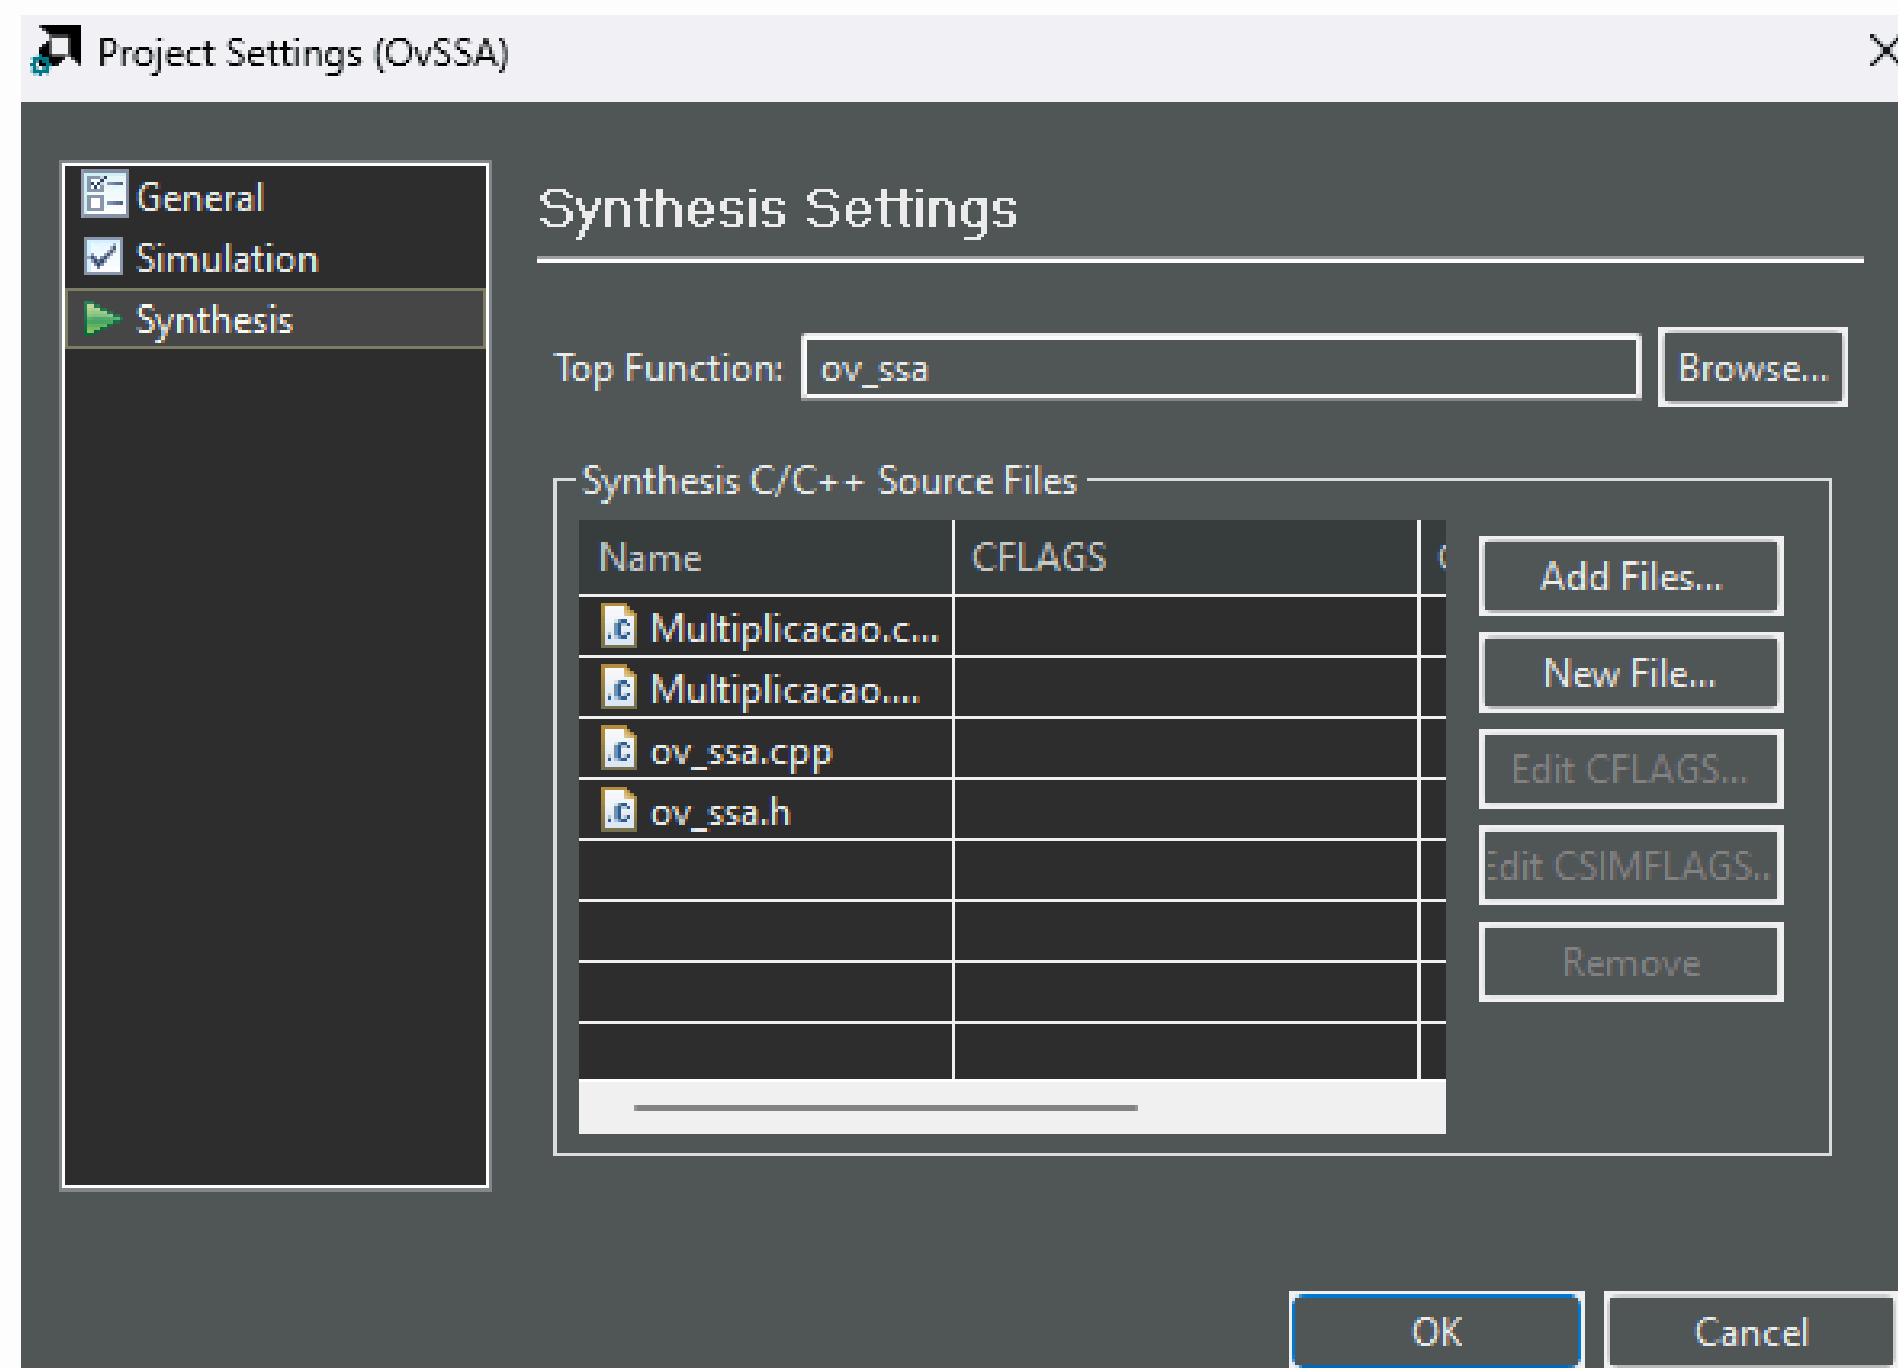 Project Settings (OvSSA)
General
Simulation
Synthesis
Synthesis Settings
Top Function: ov_ssa Browse...
Synthesis C/C++ Source Files
Name CFLAGS
Multiplicacao.c...
Multiplicacao....
ov_ssa.cpp
ov_ssa.h
Add Files...
New File...
Edit CFLAGS...
Edit CSIMFLAGS..
Remove
OK Cancel